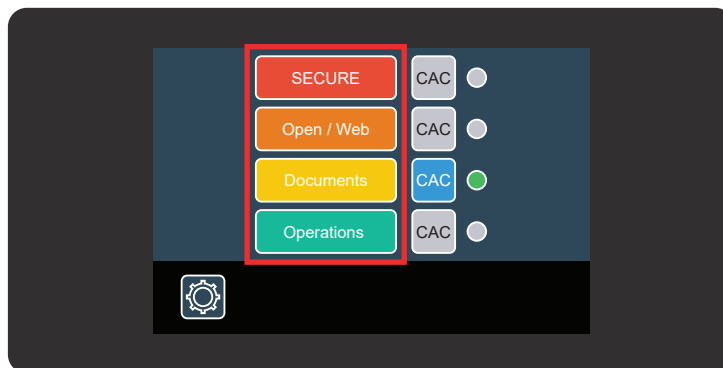 SECURE CAC
Open / Web CAC
Documents CAC
Operations CAC